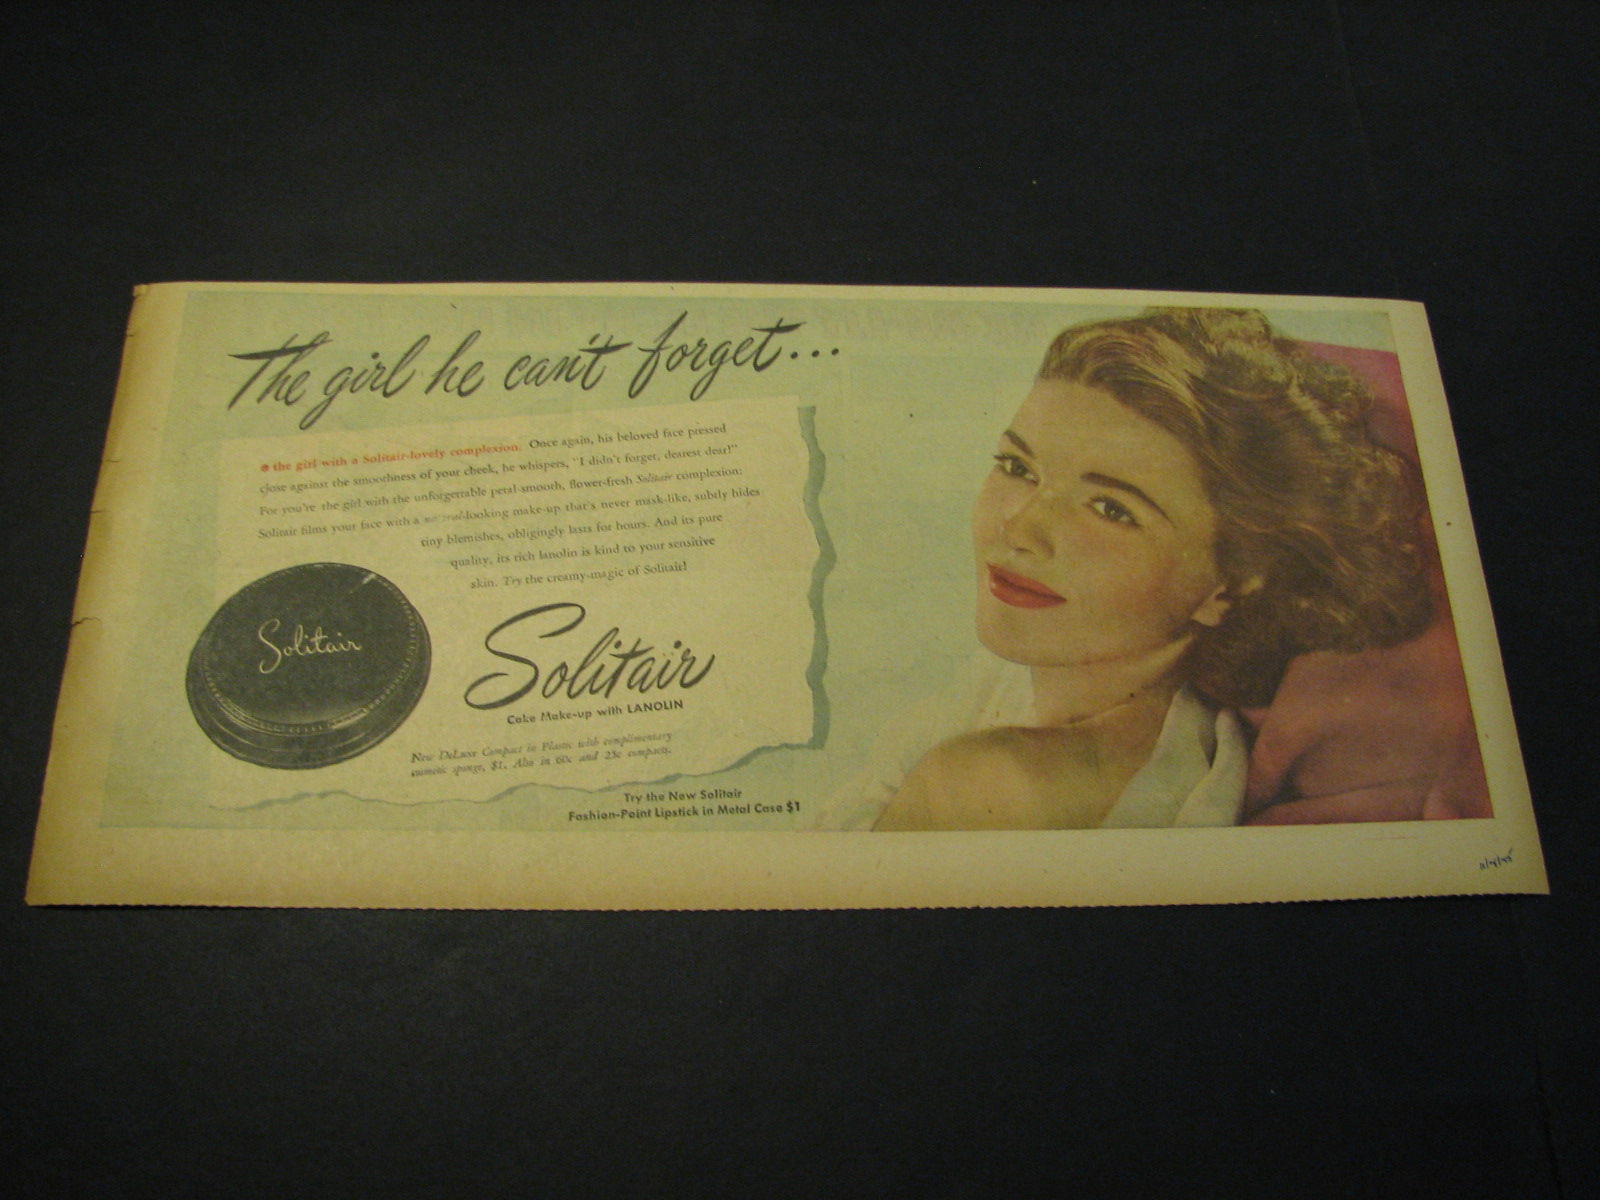 The girl he can't forget...
the girl with a Solitair-lovely complexion. Once again, his beloved face pressed
close against the smoothness of your cheek, he whispers, "I didn't forget, dearest dear!"
For you're the girl with the unforgettable petal-smooth, flower-fresh Solitair complexion:
Solitair films your face with a natural-looking make-up that's never mask-like, subtly hides
tiny blemishes, obligingly lasts for hours. And its pure
quality, its rich lanolin is kind to your sensitive
skin. Try the creamy-magic of Solitair!
Solitair
Solitair
Cake Make-up with LANOLIN
New DeLuxe Compact in Plastic with complimentary
cosmetic sponge, $1. Also in 60c and 25c compacts.
Try the New Solitair
Fashion-Point Lipstick in Metal Case $1